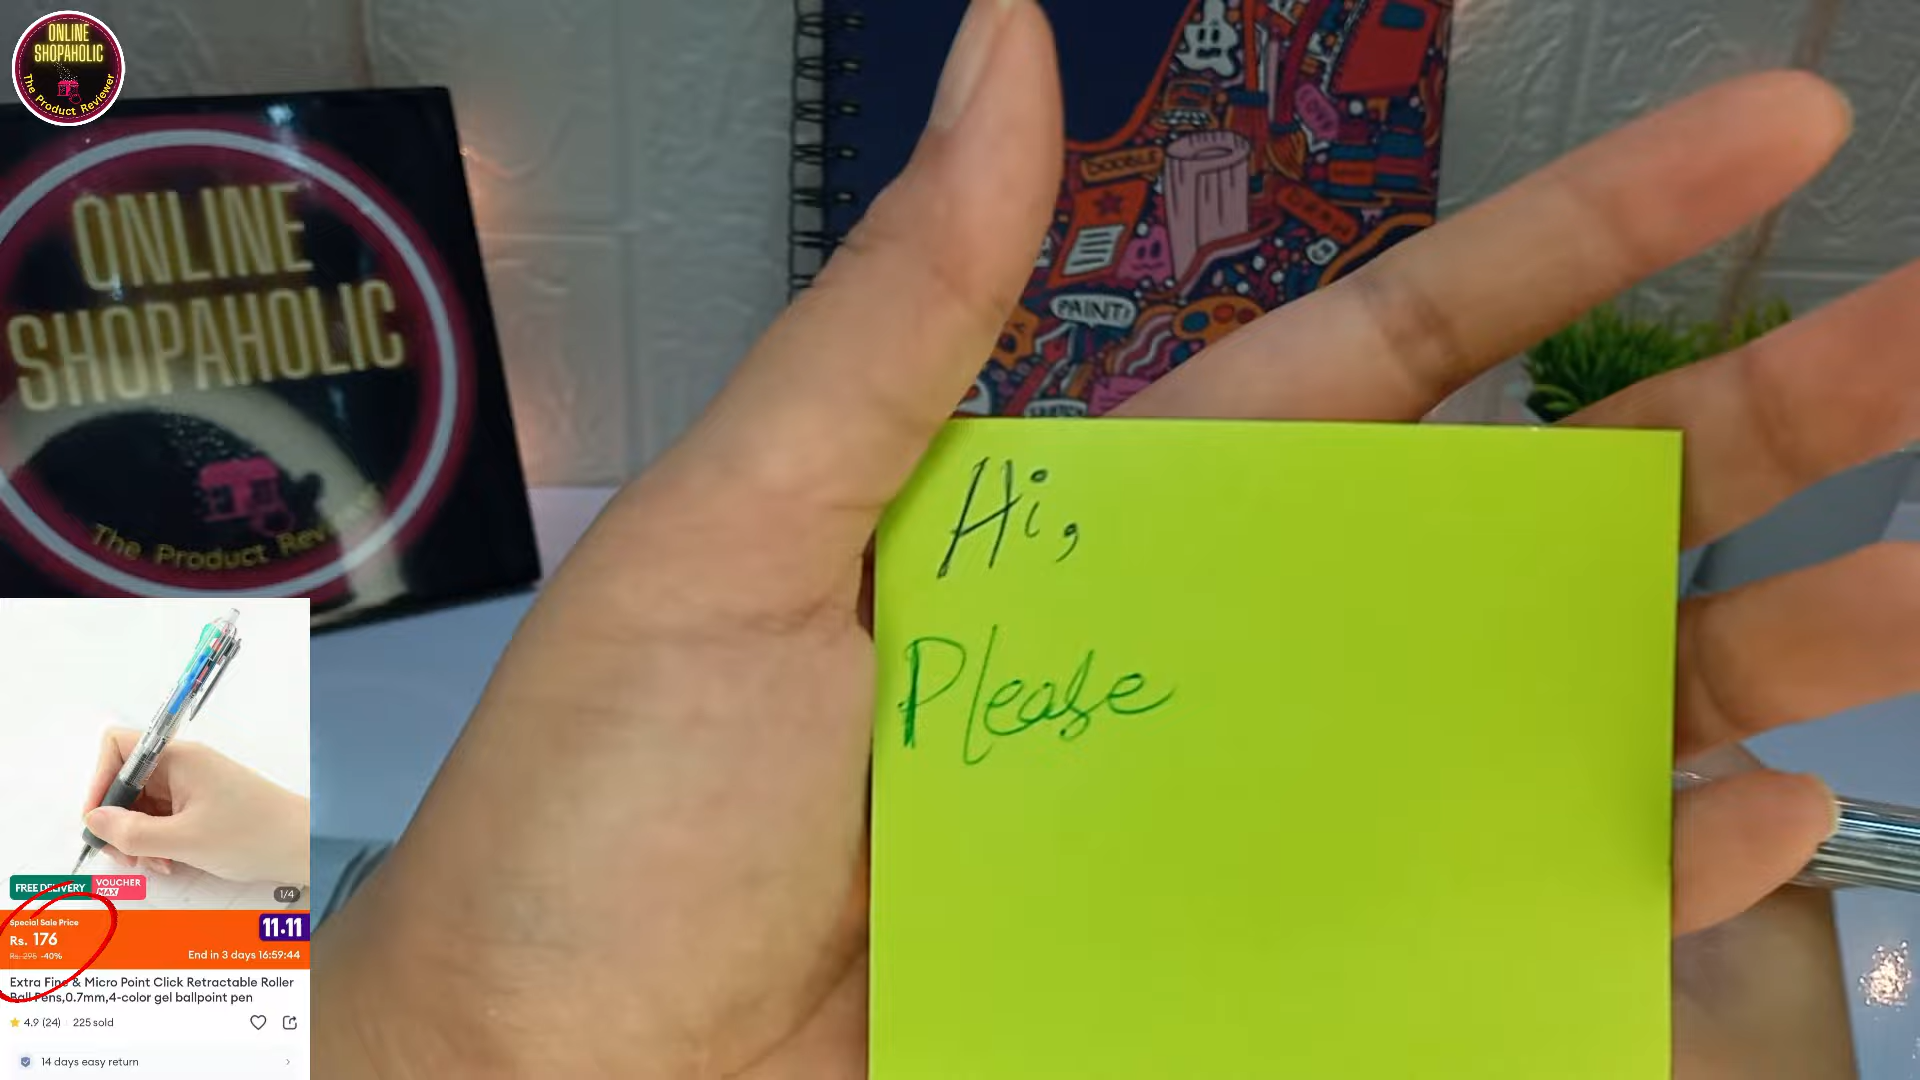 ONLINE
SHOPAHOLIC
The Product Reviewer
ONLINE
SHOPAHOLIC
The Product Rev
DOODLE
PAINT!
SKETCH
Hi,
Please
FREE DELIVERY
VOUCHER
MAX
1/4
Special Sale Price
Rs. 176
Rs. 295 -40%
11.11
End in 3 days 16:59:44
Extra Fine & Micro Point Click Retractable Roller
Ball Pens,0.7mm,4-color gel ballpoint pen
4.9 (24)
225 sold
14 days easy return